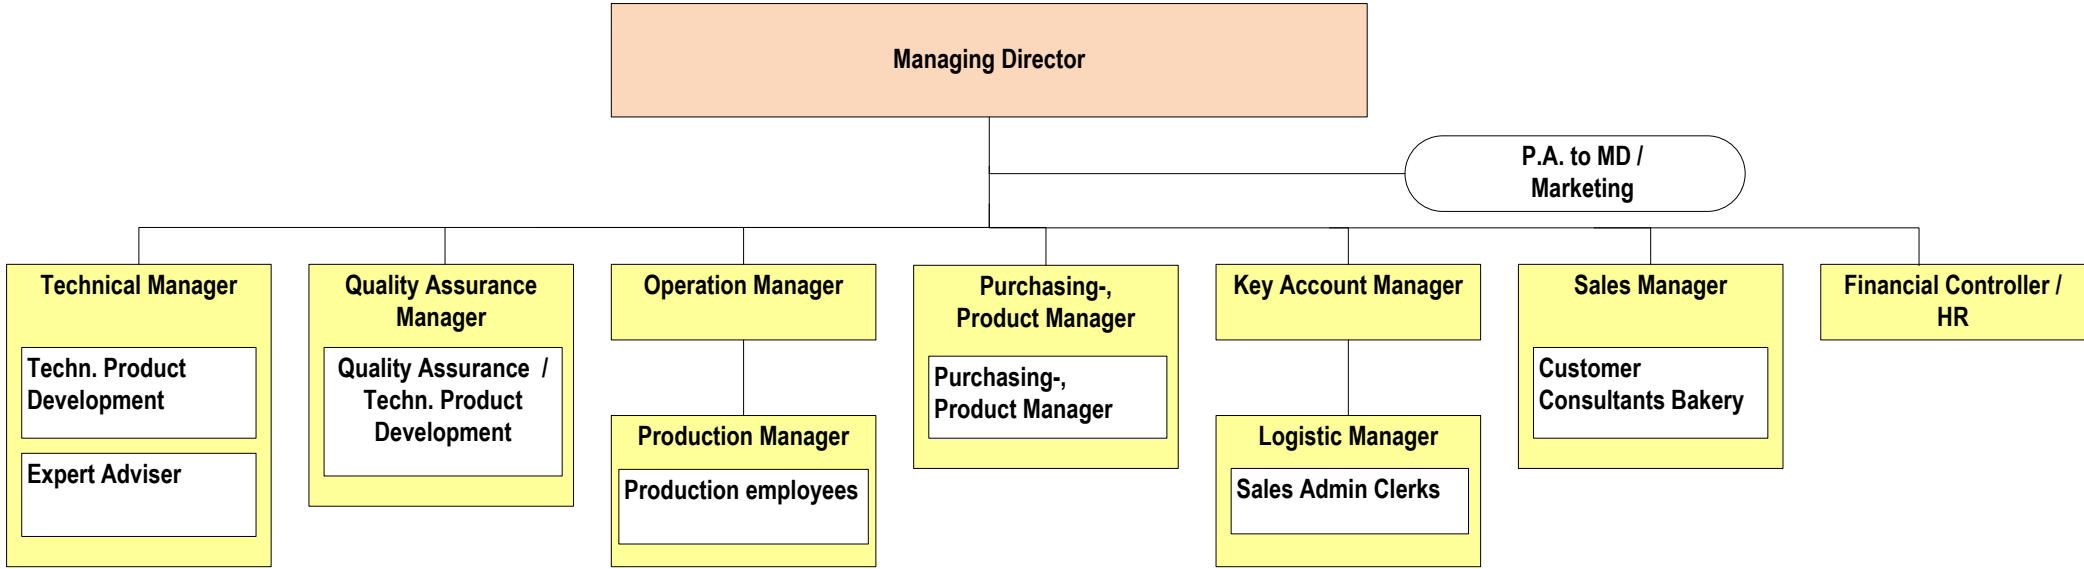 Managing Director
P.A. to MD /
Marketing
Technical Manager
Techn. Product
Development
Expert Adviser
Quality Assurance
Manager
Quality Assurance /
Techn. Product
Development
Operation Manager
Production Manager
Production employees
Purchasing-,
Product Manager
Purchasing-,
Product Manager
Key Account Manager
Logistic Manager
Sales Admin Clerks
Sales Manager
Customer
Consultants Bakery
Financial Controller /
HR